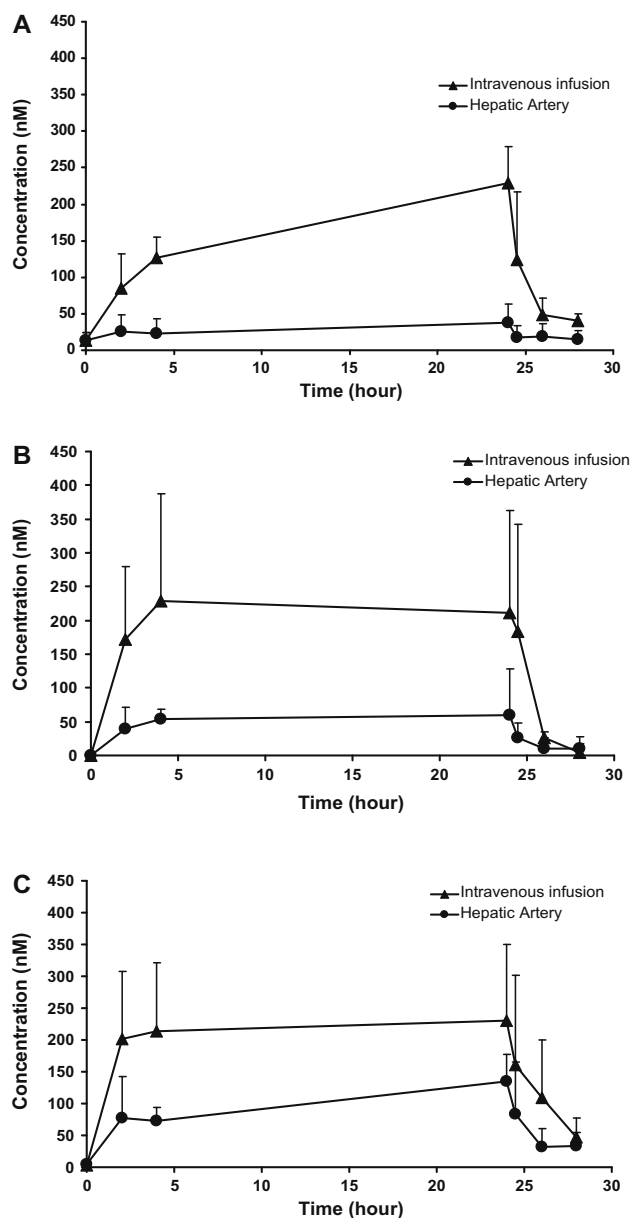 A
450
400
350
300
250
200
150
100
50
0
Concentration (nM)
Intravenous infusion
Hepatic Artery
0 5 10 15 20 25 30
Time (hour)
B
450
400
350
300
250
200
150
100
50
0
Concentration (nM)
Intravenous infusion
Hepatic Artery
0 5 10 15 20 25 30
Time (hour)
C
450
400
350
300
250
200
150
100
50
0
Concentration (nM)
Intravenous infusion
Hepatic Artery
0 5 10 15 20 25 30
Time (hour)